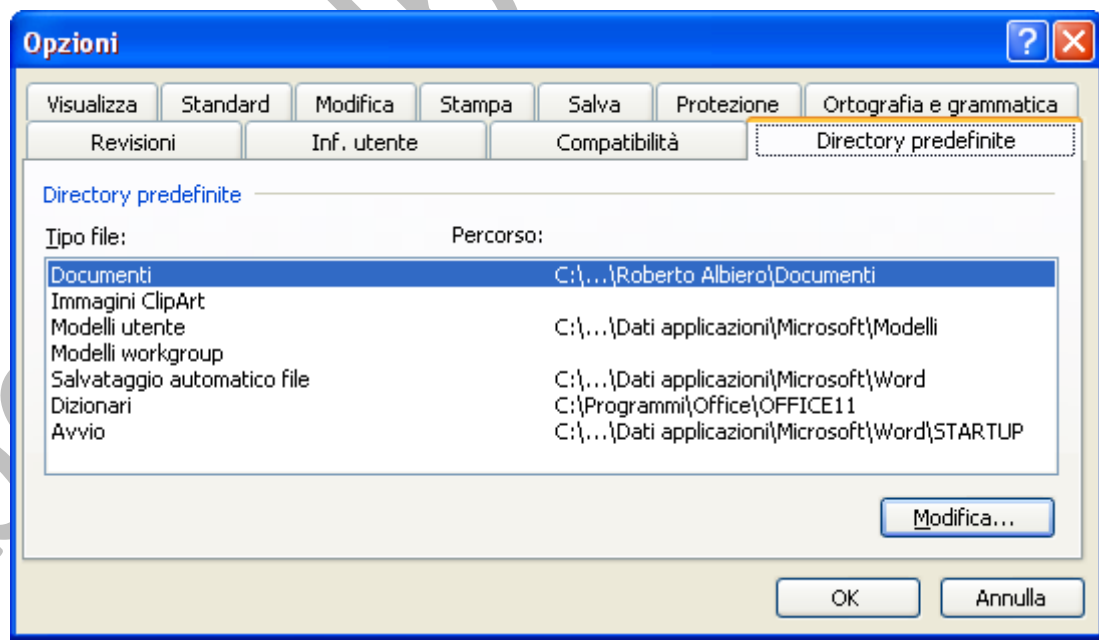 Opzioni
Visualizza Standard Modifica Stampa Salva Protezione Ortografia e grammatica
Revisioni Inf. utente Compatibilità Directory predefinite
Directory predefinite
Tipo file: Percorso:
Documenti C:\...\Roberto Albiero\Documenti
Immagini ClipArt
Modelli utente C:\...\Dati applicazioni\Microsoft\Modelli
Modelli workgroup
Salvataggio automatico file C:\...\Dati applicazioni\Microsoft\Word
Dizionari C:\Programmi\Office\OFFICE11
Avvio C:\...\Dati applicazioni\Microsoft\Word\STARTUP
Modifica...
OK Annulla